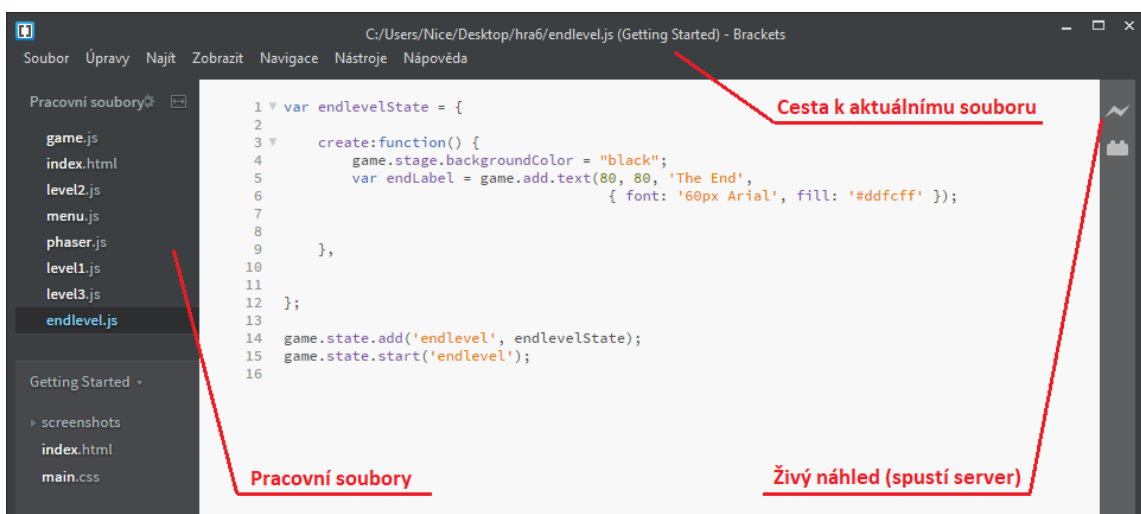 C:/Users/Nice/Desktop/hra6/endlevel.js (Getting Started) - Brackets
Soubor Úpravy Najít Zobrazit Navigace Nástroje Nápověda
Pracovní soubory
game.js
index.html
level2.js
menu.js
phaser.js
level1.js
level3.js
endlevel.js
Getting Started
screenshots
index.html
main.css
1 var endlevelState = {
2
3 create:function() {
4 game.stage.backgroundColor = "black";
5 var endLabel = game.add.text(80, 80, 'The End',
6 { font: '60px Arial', fill: '#ddfcff' });
7
8
9 },
10
11
12 };
13
14 game.state.add('endlevel', endlevelState);
15 game.state.start('endlevel');
16
Cesta k aktuálnímu souboru
Pracovní soubory
Živý náhled (spustí server)